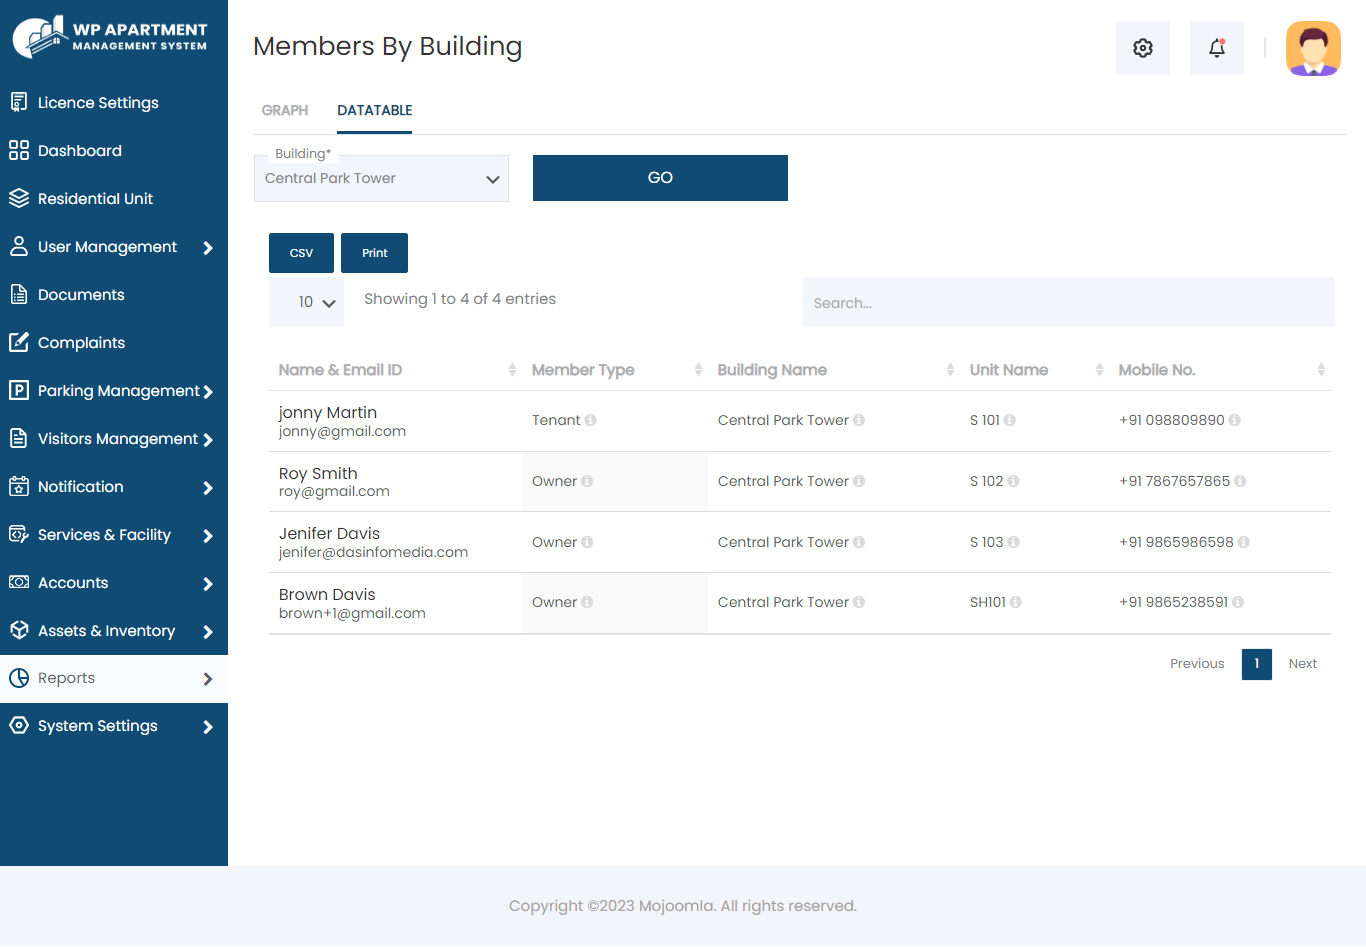 WP APARTMENT
MANAGEMENT SYSTEM
Licence Settings
Dashboard
Residential Unit
User Management
Documents
Complaints
Parking Management
Visitors Management
Notification
Services & Facility
Accounts
Assets & Inventory
Reports
System Settings
Members By Building
GRAPH DATATABLE
Building*
Central Park Tower
GO
CSV Print
10 Showing 1 to 4 of 4 entries Search...
Name & Email ID Member Type Building Name Unit Name Mobile No.
jonny Martin
jonny@gmail.com
Tenant Central Park Tower S 101 +91 098809890
Roy Smith
roy@gmail.com
Owner Central Park Tower S 102 +91 7867657865
Jenifer Davis
jenifer@dasinfomedia.com
Owner Central Park Tower S 103 +91 9865986598
Brown Davis
brown+1@gmail.com
Owner Central Park Tower SH101 +91 9865238591
Previous 1 Next
Copyright ©2023 Mojoomla. All rights reserved.